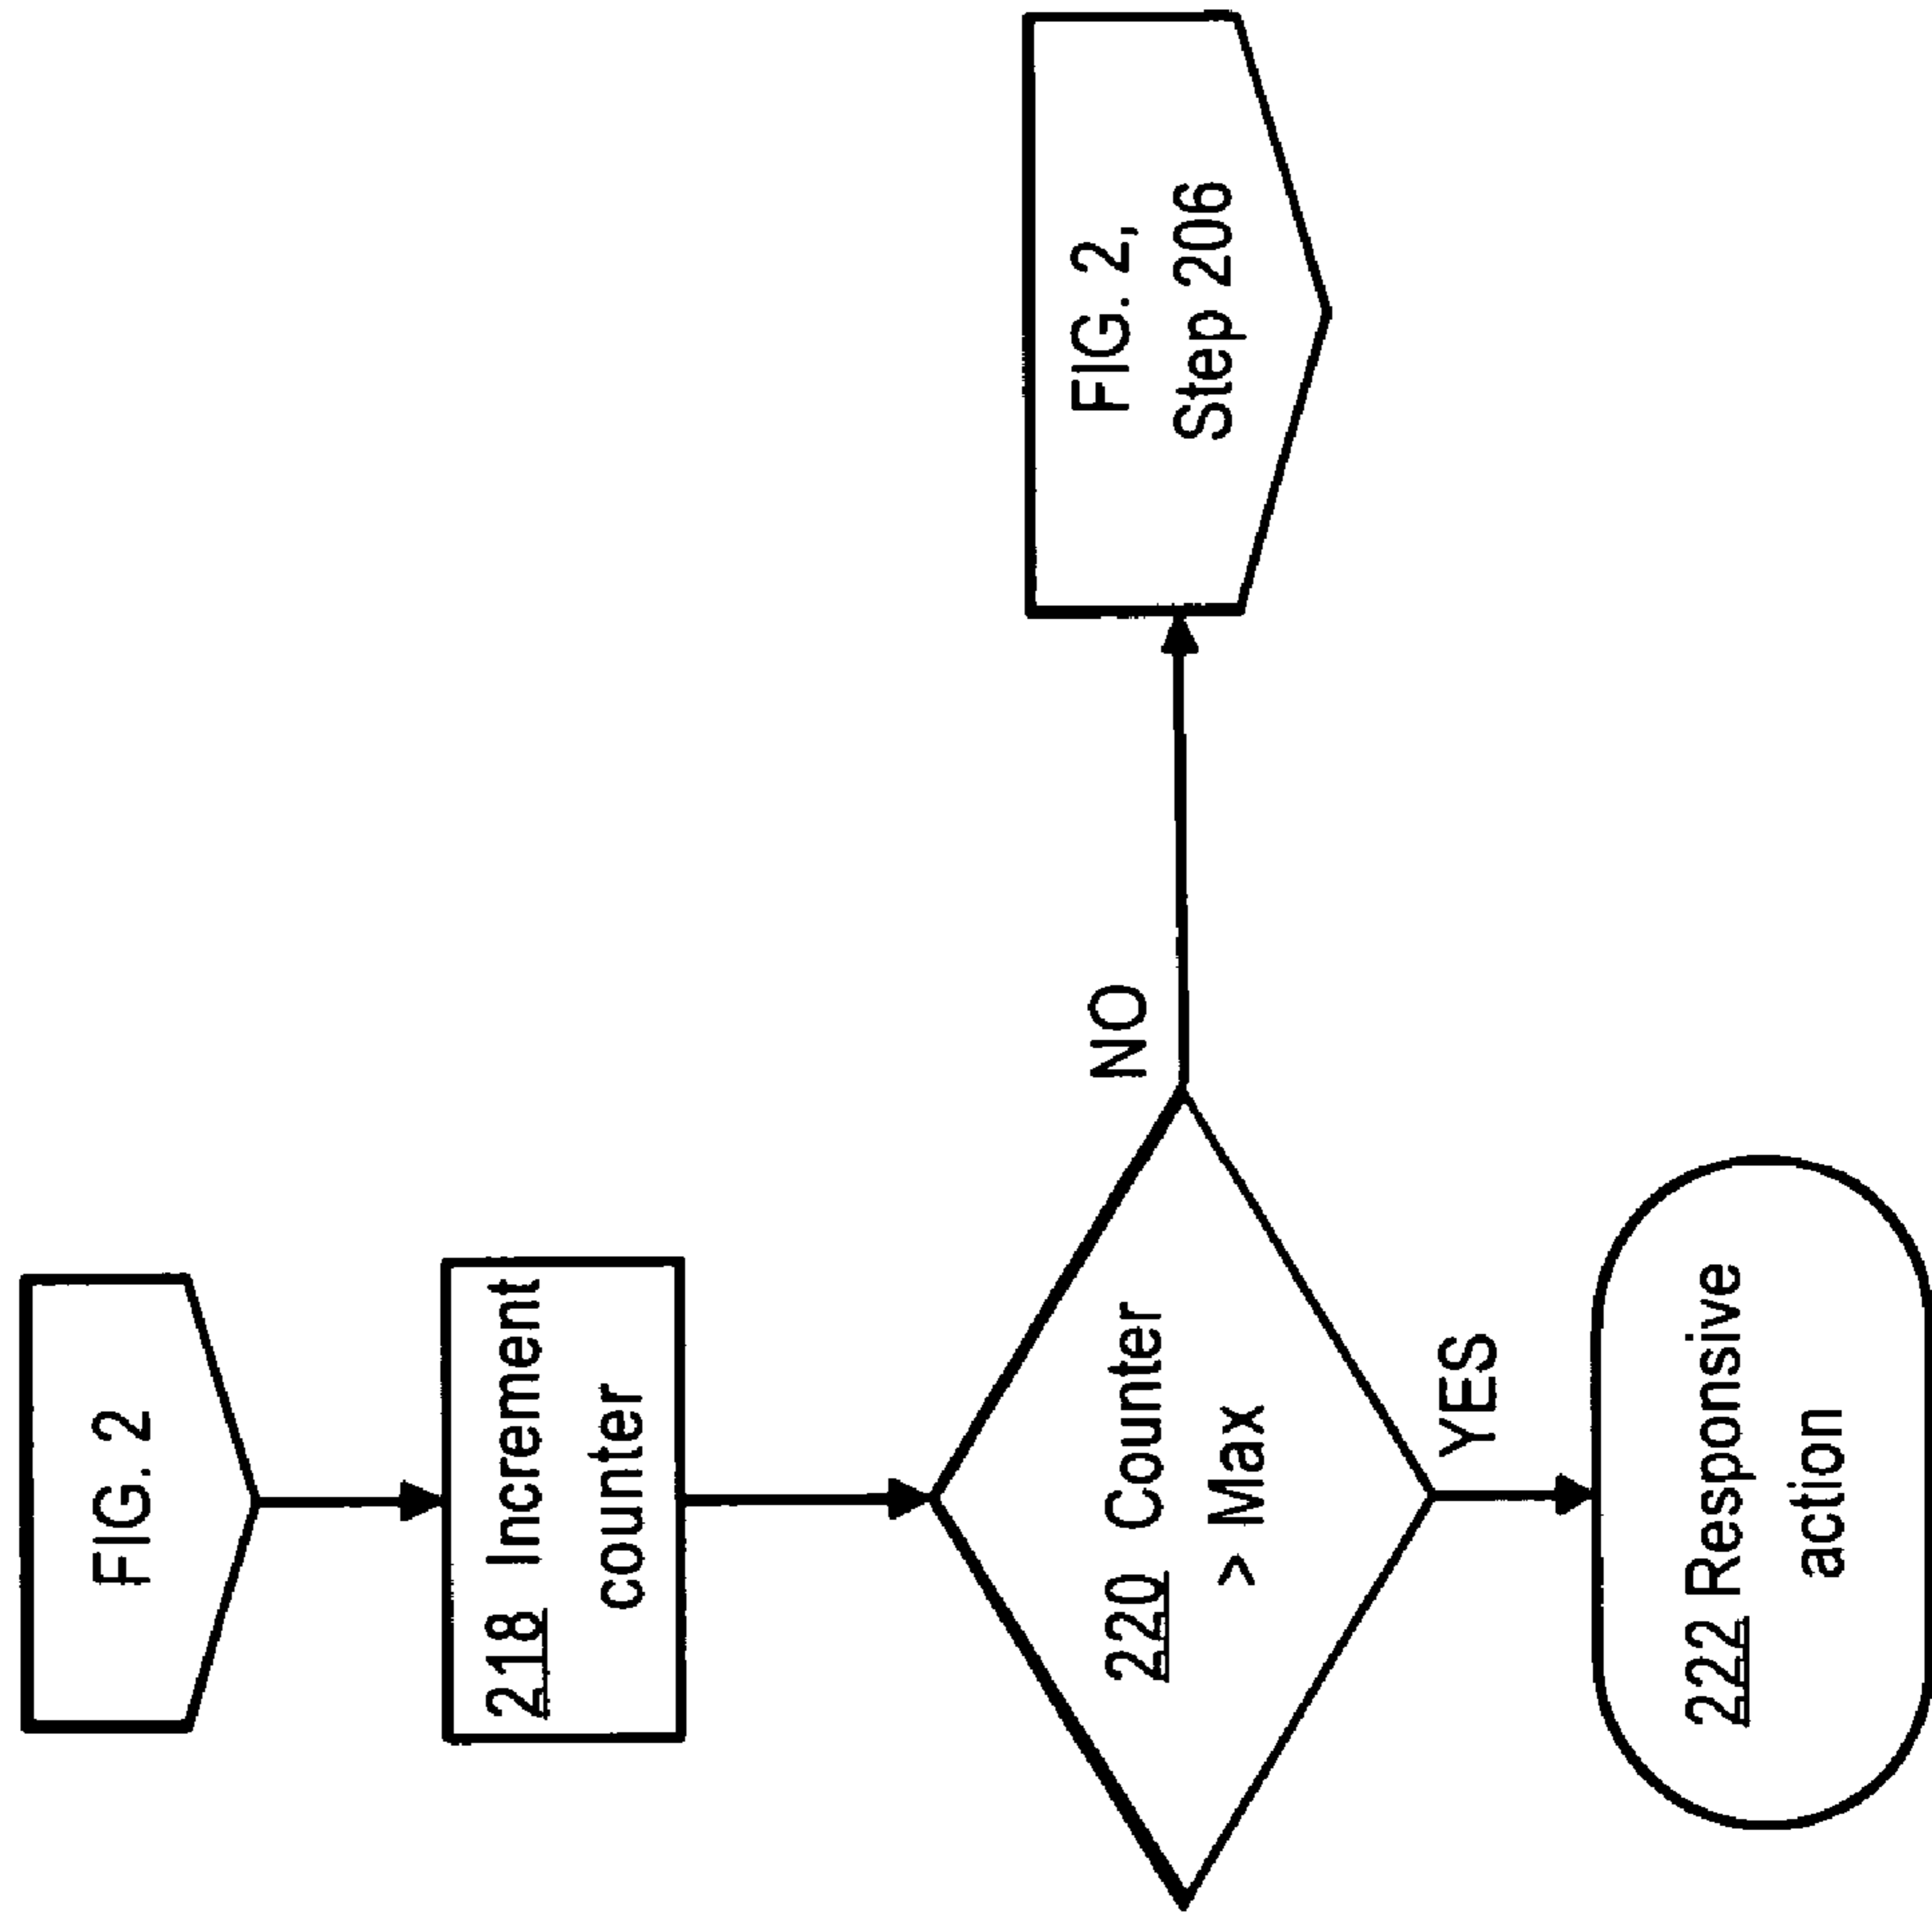 FIG. 2
218 Increment
counter
220 Counter
> Max
NO
FIG. 2,
Step 206
YES
222 Responsive
action